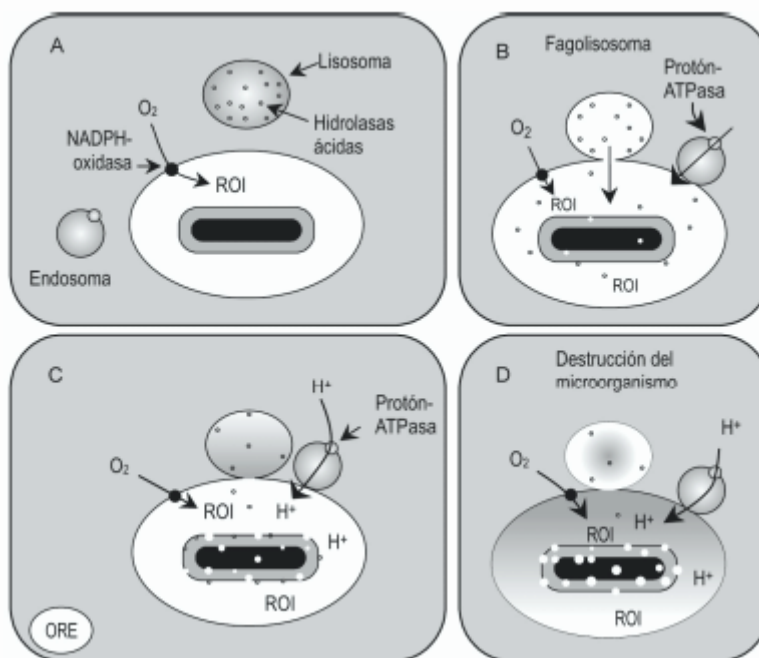 A
Lisosoma
O₂
NADPH-
oxidasa
Hidrolasas
ácidas
ROI
Endosoma
B
Fagolisosoma
Protón-
ATPasa
O₂
ROI
ROI
C
H⁺
Protón-
ATPasa
O₂
ROI
H⁺
H⁺
ROI
ORE
D
Destrucción del
microorganismo
H⁺
O₂
H⁺
ROI
H⁺
ROI